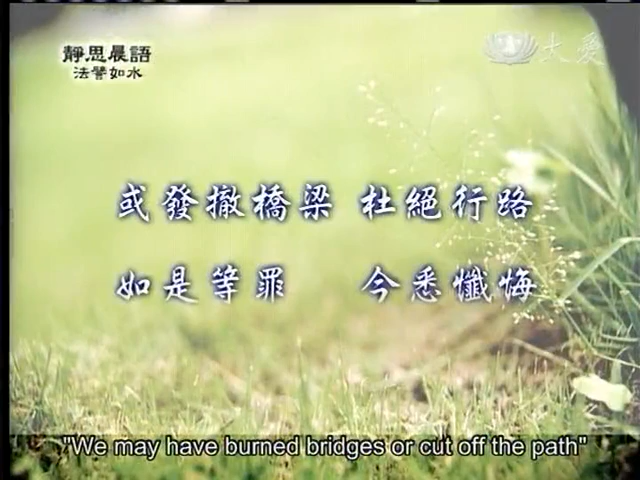 靜思晨語
法譬如水
大愛
或發撤橋梁 杜絕行路
如是等罪 今悉懺悔
"We may have burned bridges or cut off the path"